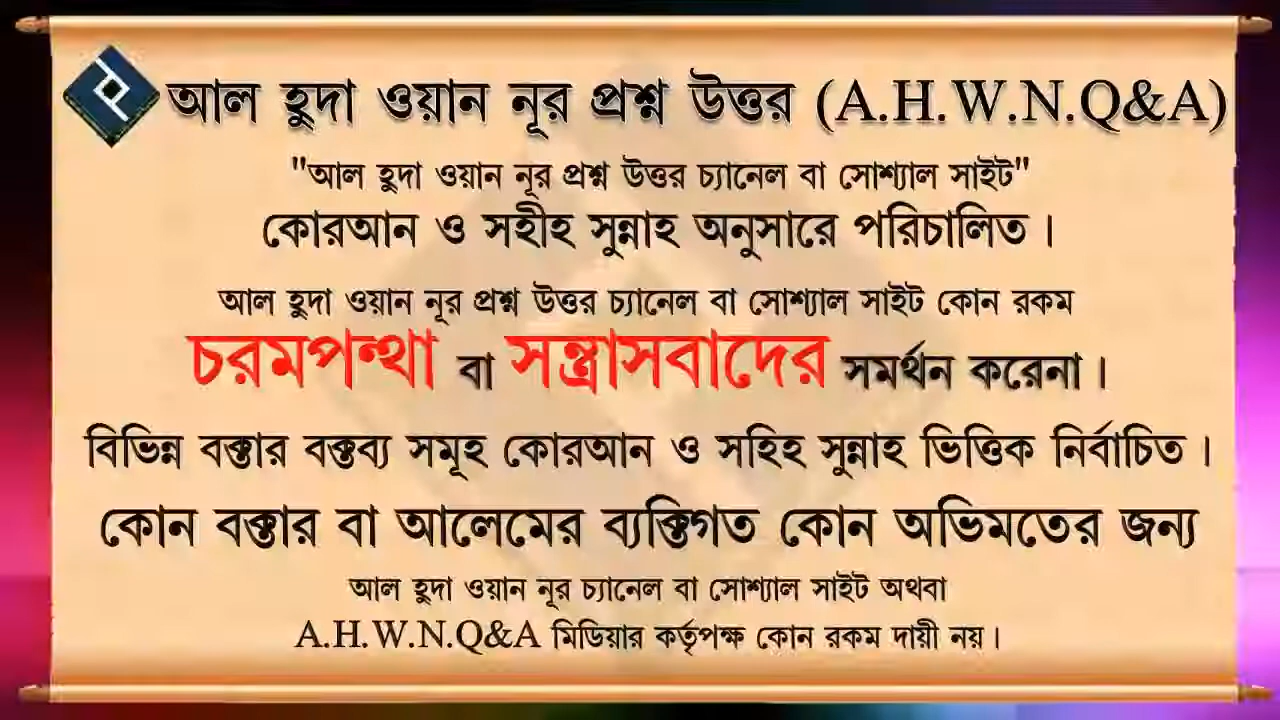 আল হুদা ওয়ান নূর প্রশ্ন উত্তর (A.H.W.N.Q&A)
"আল হুদা ওয়ান নূর প্রশ্ন উত্তর চ্যানেল বা সোশ্যাল সাইট"
কোরআন ও সহীহ সুন্নাহ অনুসারে পরিচালিত।
আল হুদা ওয়ান নূর প্রশ্ন উত্তর চ্যানেল বা সোশ্যাল সাইট কোন রকম
চরমপন্থা বা সন্ত্রাসবাদের সমর্থন করেনা।
বিভিন্ন বক্তার বক্তব্য সমূহ কোরআন ও সহিহ সুন্নাহ ভিত্তিক নির্বাচিত।
কোন বক্তার বা আলেমের ব্যক্তিগত কোন অভিমতের জন্য
আল হুদা ওয়ান নূর চ্যানেল বা সোশ্যাল সাইট অথবা
A.H.W.N.Q&A মিডিয়ার কর্তৃপক্ষ কোন রকম দায়ী নয়।